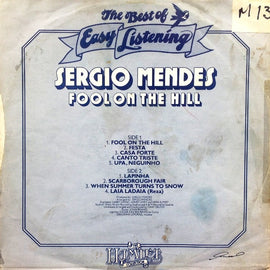 M 13
The Best of
Easy Listening
SERGIO MENDES
FOOL ON THE HILL
SIDE 1
1. FOOL ON THE HILL
2. FESTA
3. CASA FORTE
4. CANTO TRISTE
5. UPA, NEGUINHO
SIDE 2
1. LAPINHA
2. SCARBOROUGH FAIR
3. WHEN SUMMER TURNS TO SNOW
4. LAIA LADAIA (Reza)